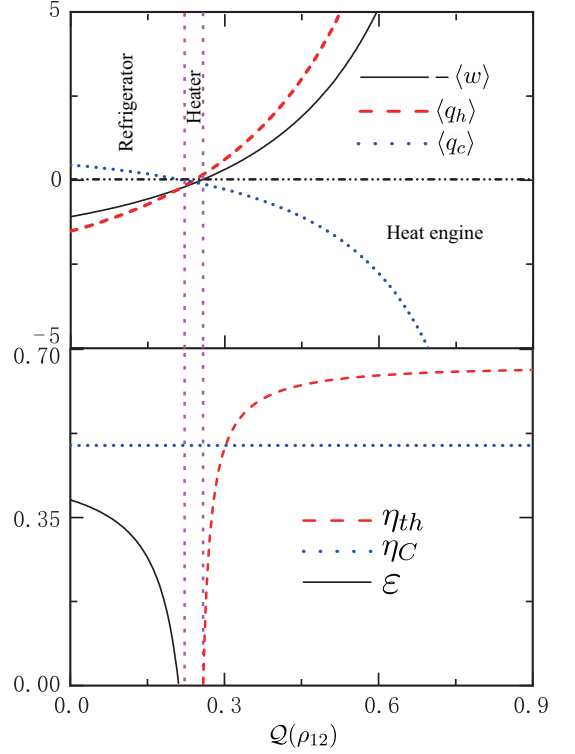 5
Refrigerator
Heater
− ⟨w⟩
⟨q_h⟩
⟨q_c⟩
0
Heat engine
−5
0.70
0.35
η_th
η_C
ε
0.00
0.0 0.3 0.6 0.9
𝒬(ρ₁₂)